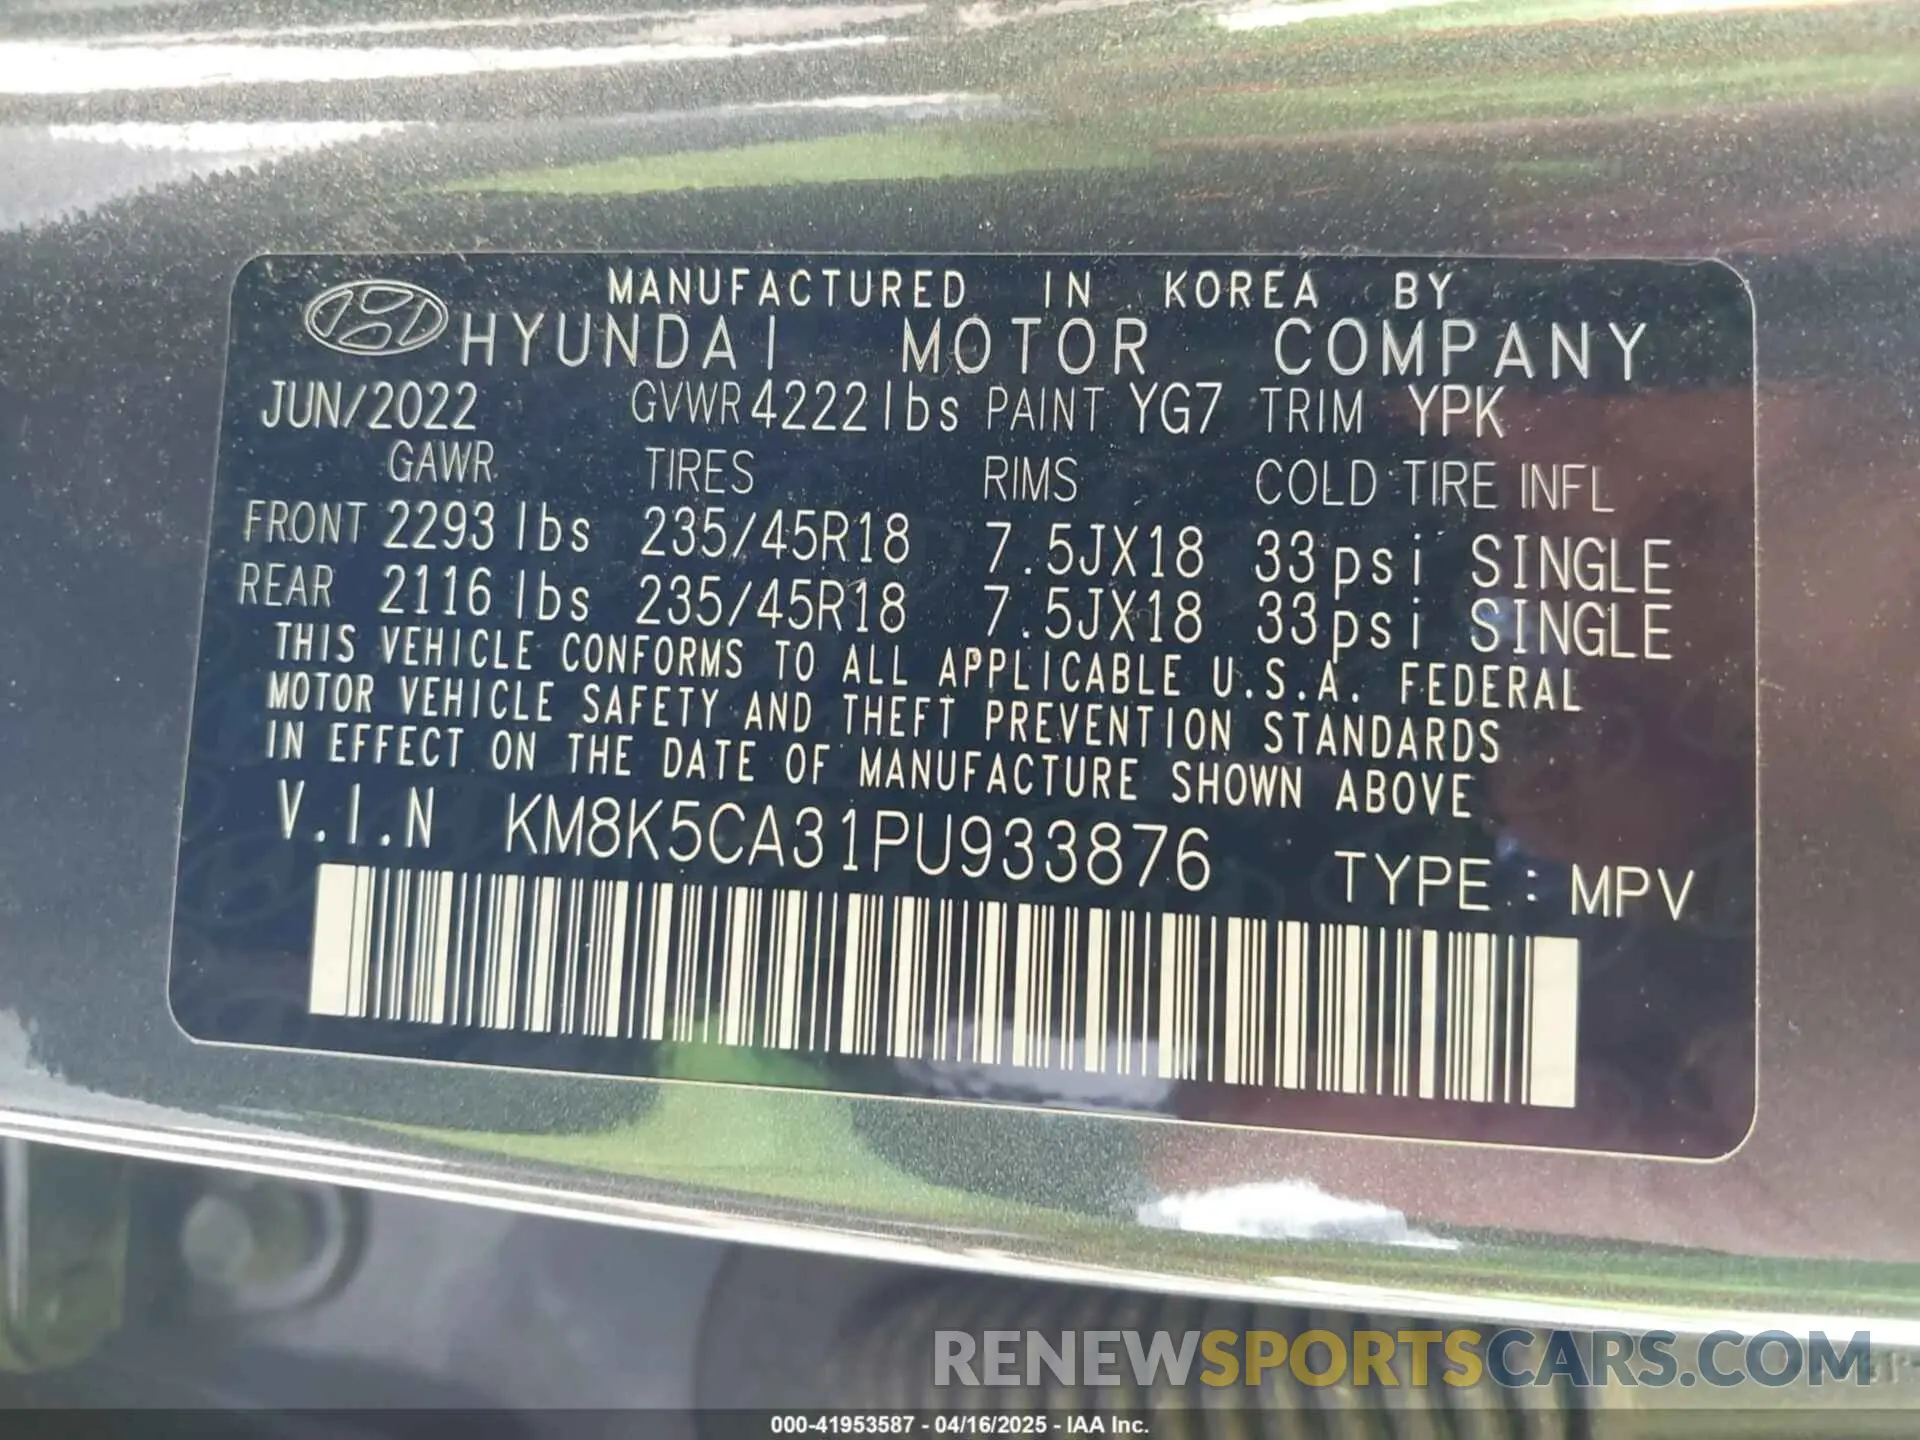 MANUFACTURED IN KOREA BY
HYUNDAI MOTOR COMPANY
JUN/2022 GVWR 4222 lbs PAINT YG7 TRIM YPK
GAWR TIRES RIMS COLD TIRE INFL
FRONT 2293 lbs 235/45R18 7.5JX18 33psi SINGLE
REAR 2116 lbs 235/45R18 7.5JX18 33psi SINGLE
THIS VEHICLE CONFORMS TO ALL APPLICABLE U.S.A. FEDERAL
MOTOR VEHICLE SAFETY AND THEFT PREVENTION STANDARDS
IN EFFECT ON THE DATE OF MANUFACTURE SHOWN ABOVE
V.I.N KM8K5CA31PU933876 TYPE : MPV
RENEWSPORTSCARS.COM
000-41953587 - 04/16/2025 - IAA Inc.